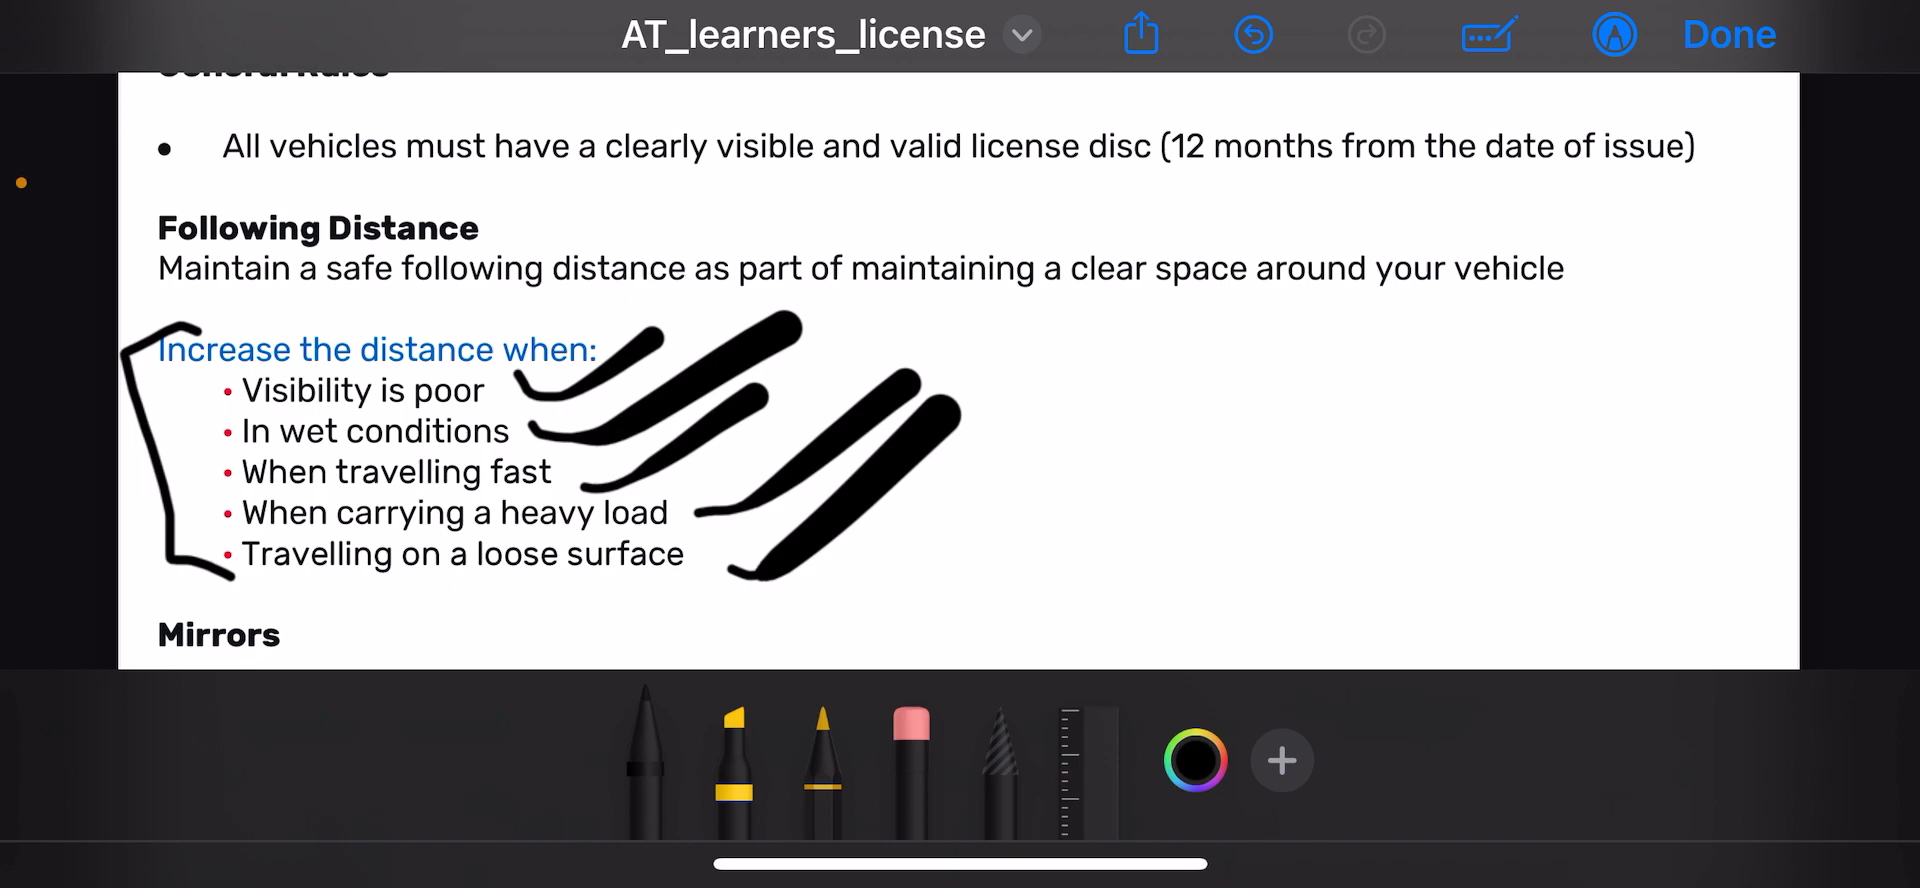 AT_learners_license
Done
General Rules
• All vehicles must have a clearly visible and valid license disc (12 months from the date of issue)
Following Distance
Maintain a safe following distance as part of maintaining a clear space around your vehicle
Increase the distance when:
• Visibility is poor
• In wet conditions
• When travelling fast
• When carrying a heavy load
• Travelling on a loose surface
Mirrors